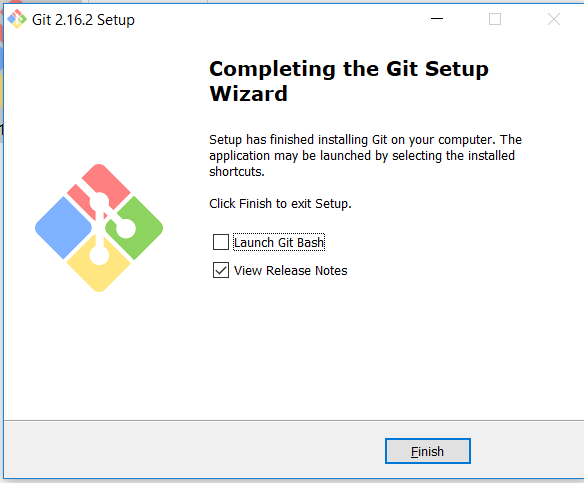 Git 2.16.2 Setup
Completing the Git Setup
Wizard
Setup has finished installing Git on your computer. The
application may be launched by selecting the installed
shortcuts.
Click Finish to exit Setup.
Launch Git Bash
View Release Notes
Finish